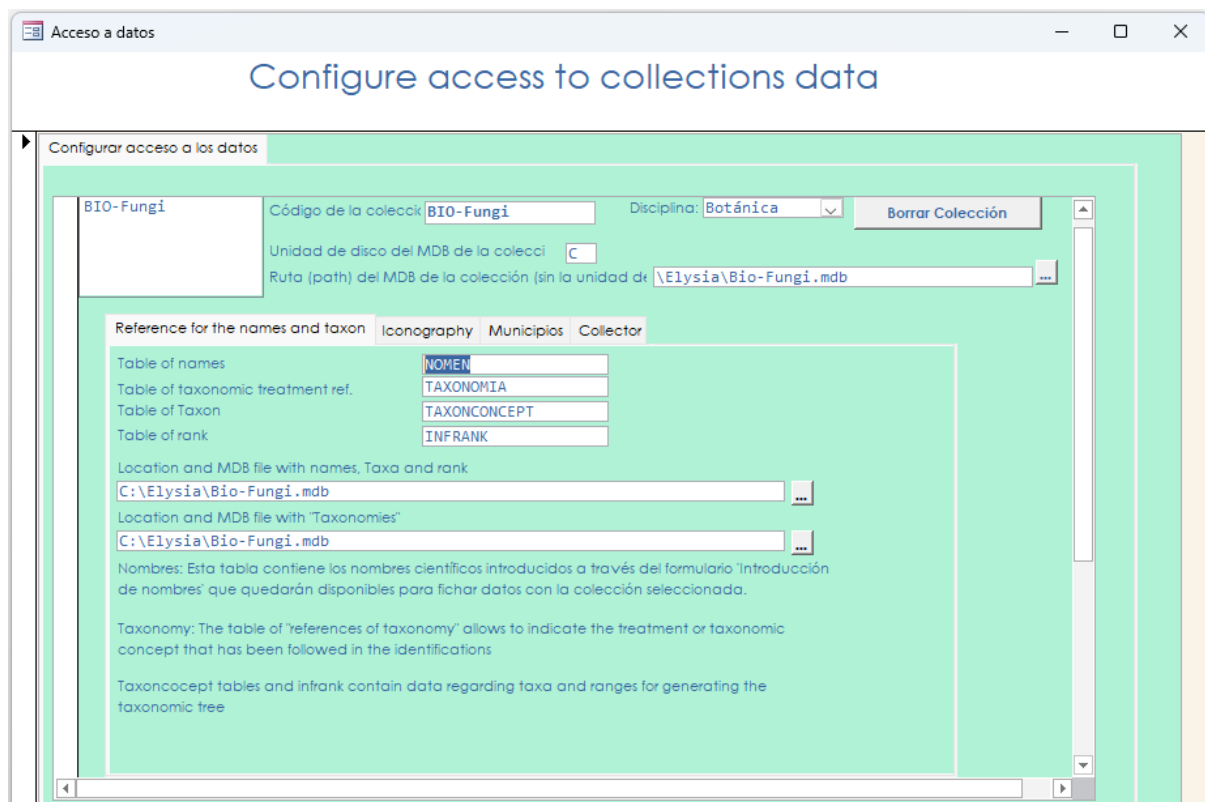 Acceso a datos
Configure access to collections data
Configurar acceso a los datos
BIO-Fungi
Código de la colecció BIO-Fungi Disciplina: Botánica Borrar Colección
Unidad de disco del MDB de la colecci C
Ruta (path) del MDB de la colección (sin la unidad de \Elysia\Bio-Fungi.mdb ...
Reference for the names and taxon Iconography Municipios Collector
Table of names NOMEN
Table of taxonomic treatment ref. TAXONOMIA
Table of Taxon TAXONCONCEPT
Table of rank INFRANK
Location and MDB file with names, Taxa and rank
C:\Elysia\Bio-Fungi.mdb ...
Location and MDB file with "Taxonomies"
C:\Elysia\Bio-Fungi.mdb ...
Nombres: Esta tabla contiene los nombres científicos introducidos a través del formulario 'Introducción
de nombres' que quedarán disponibles para fichar datos con la colección seleccionada.
Taxonomy: The table of "references of taxonomy" allows to indicate the treatment or taxonomic
concept that has been followed in the identifications
Taxoncocept tables and infrank contain data regarding taxa and ranges for generating the
taxonomic tree